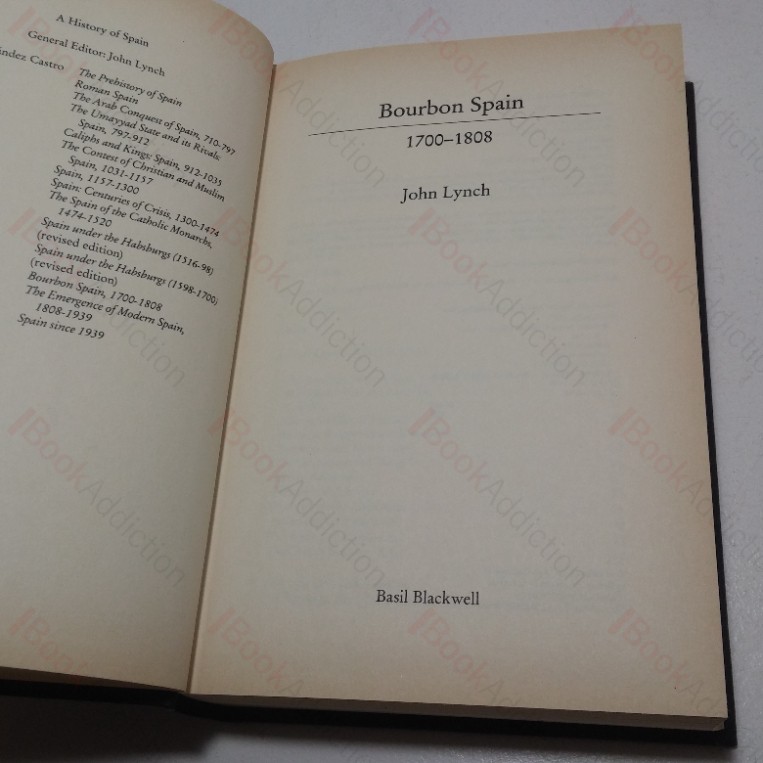 A History of Spain
General Editor: John Lynch
Castro
The Prehistory of Spain
Roman Spain
The Arab Conquest of Spain, 710-797
The Umayyad State and its Rivals:
Spain, 797-912
Caliphs and Kings: Spain, 912-1035
The Contest of Christian and Muslim
Spain, 1031-1157
Spain, 1157-1300
Spain: Centuries of Crisis, 1300-1474
The Spain of the Catholic Monarchs,
1474-1520
Spain under the Habsburgs (1516-98)
(revised edition)
Spain under the Habsburgs (1598-1700)
(revised edition)
Bourbon Spain, 1700-1808
The Emergence of Modern Spain,
1808-1939
Spain since 1939
Bourbon Spain
1700–1808
John Lynch
Basil Blackwell
BookAddiction